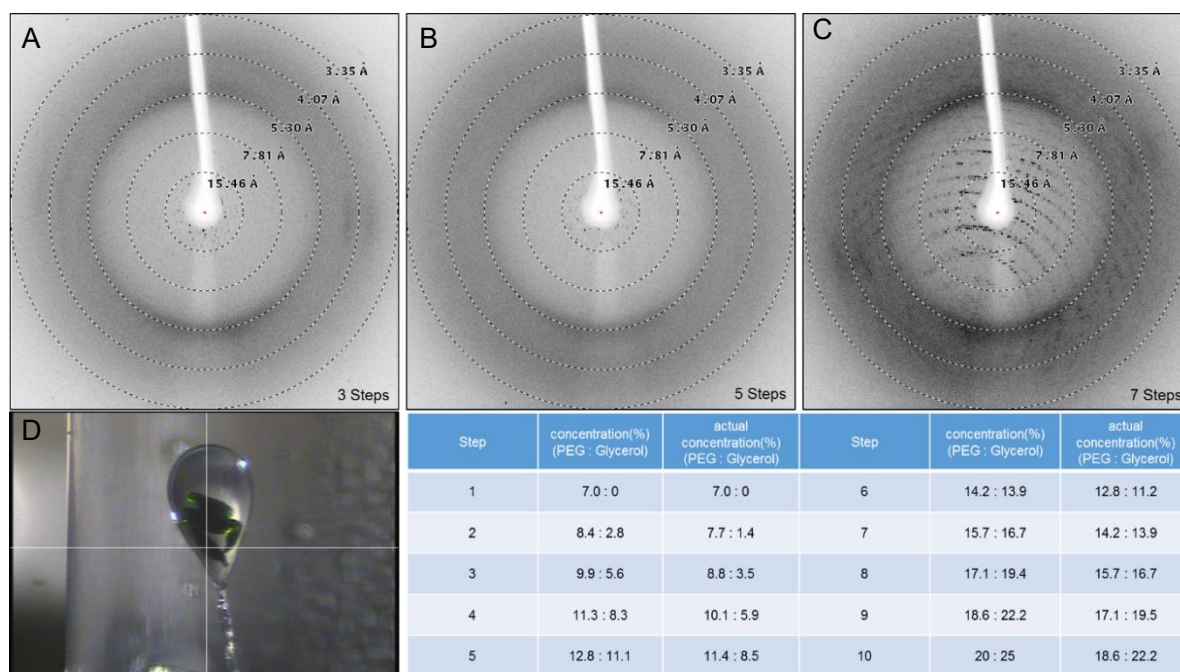 A
3.35 Å
4.07 Å
5.30 Å
7.81 Å
15.46 Å
3 Steps
B
3.35 Å
4.07 Å
5.30 Å
7.81 Å
15.46 Å
5 Steps
C
3.35 Å
4.07 Å
5.30 Å
7.81 Å
15.46 Å
7 Steps
D
Step concentration(%) (PEG : Glycerol) actual concentration(%) (PEG : Glycerol) Step concentration(%) (PEG : Glycerol) actual concentration(%) (PEG : Glycerol)
1 7.0 : 0 7.0 : 0 6 14.2 : 13.9 12.8 : 11.2
2 8.4 : 2.8 7.7 : 1.4 7 15.7 : 16.7 14.2 : 13.9
3 9.9 : 5.6 8.8 : 3.5 8 17.1 : 19.4 15.7 : 16.7
4 11.3 : 8.3 10.1 : 5.9 9 18.6 : 22.2 17.1 : 19.5
5 12.8 : 11.1 11.4 : 8.5 10 20 : 25 18.6 : 22.2